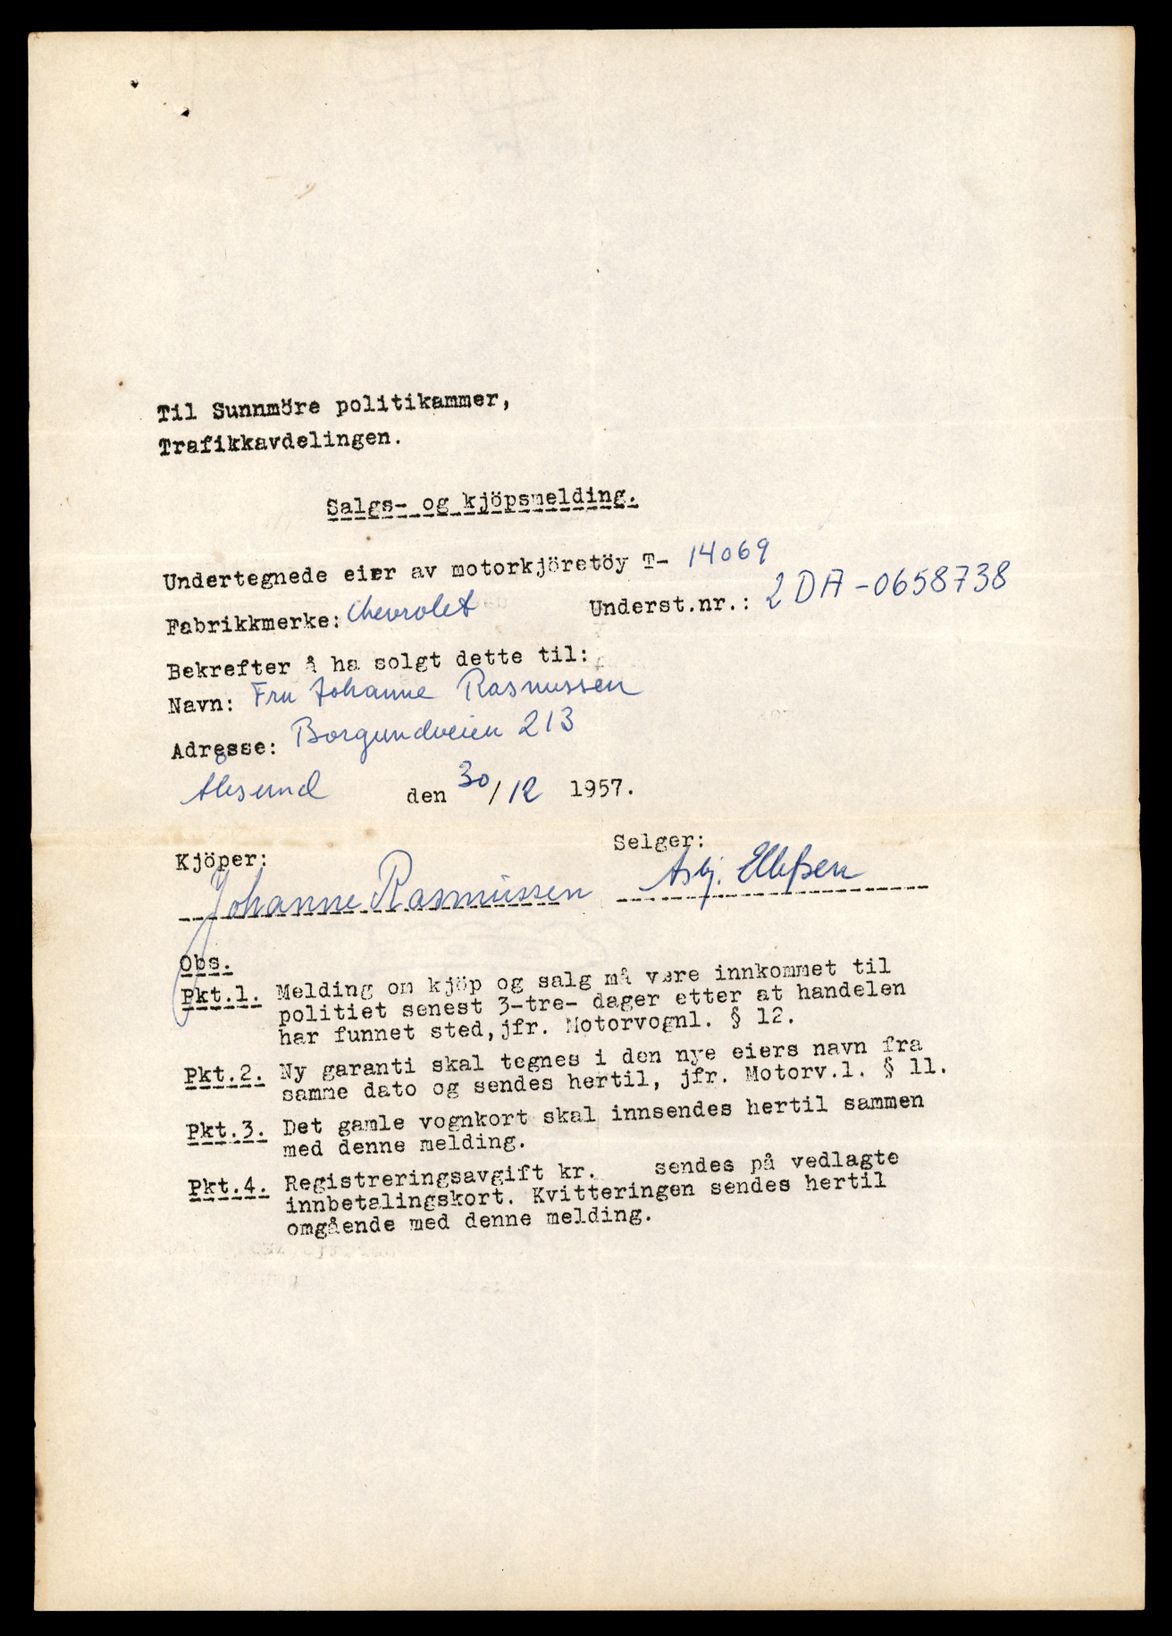 Til Sunnmöre politikammer,
Trafikkavdelingen.
Salgs- og kjöpsmelding.
Undertegnede eier av motorkjöretöy T- 14069
Fabrikkmerke: Chevrolet Underst.nr.: 2DA-0658738
Bekrefter å ha solgt dette til:
Navn: Fru Johanne Rasmussen
Adresse: Borgundveien 213
Ålesund den 30/12 1957.
Kjöper: Selger:
Johanne Rasmussen Asbj. Ellefsen
Obs.
Pkt.1. Melding om kjöp og salg må være innkommet til
politiet senest 3-tre- dager etter at handelen
har funnet sted, jfr. Motorvognl. § 12.
Pkt.2. Ny garanti skal tegnes i den nye eiers navn fra
samme dato og sendes hertil, jfr. Motorv.l. § 11.
Pkt.3. Det gamle vognkort skal innsendes hertil sammen
med denne melding.
Pkt.4. Registreringsavgift kr. sendes på vedlagte
innbetalingskort. Kvitteringen sendes hertil
omgående med denne melding.